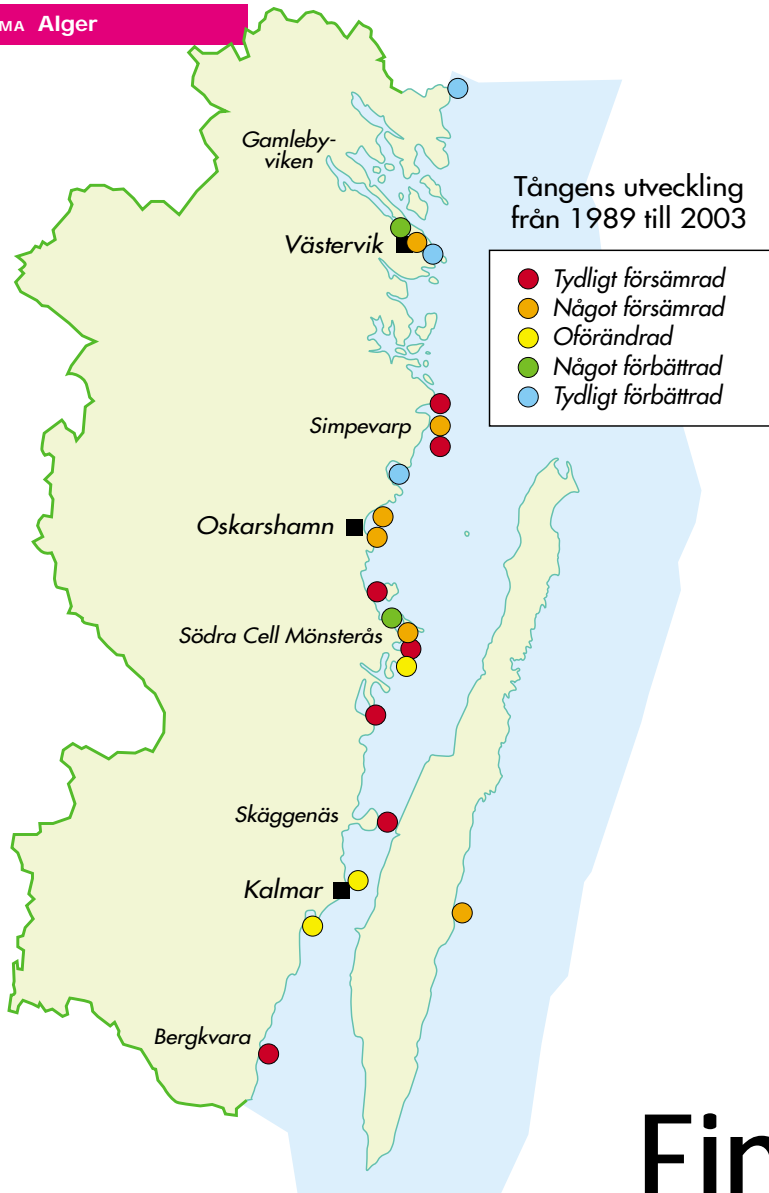 MA Alger
Gamleby-
viken
Tångens utveckling
från 1989 till 2003
Västervik
Tydligt försämrad
Något försämrad
Oförändrad
Något förbättrad
Tydligt förbättrad
Simpevarp
Oskarshamn
Södra Cell Mönsterås
Skäggenäs
Kalmar
Bergkvara